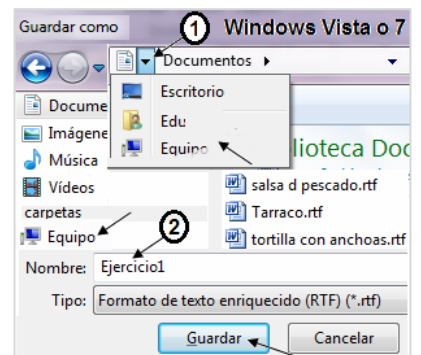 Guardar como 1 Windows Vista o 7
Documentos
Escritorio
Edu
Equipo
Docume
Imágene
Música
Vídeos
carpetas
Equipo
lioteca Doc
salsa d pescado.rtf
Tarraco.rtf
tortilla con anchoas.rtf
2
Nombre: Ejercicio1
Tipo: Formato de texto enriquecido (RTF) (*.rtf)
Guardar Cancelar